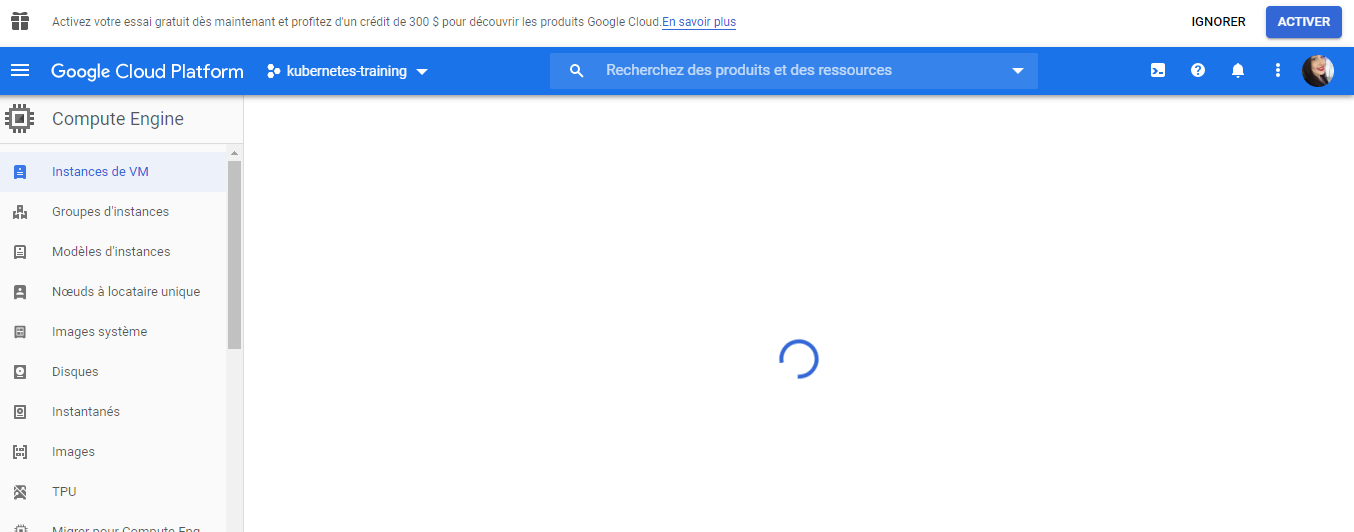 Activez votre essai gratuit dès maintenant et profitez d'un crédit de 300 $ pour découvrir les produits Google Cloud.En savoir plus
IGNORER
ACTIVER
Google Cloud Platform
kubernetes-training
Recherchez des produits et des ressources
Compute Engine
Instances de VM
Groupes d'instances
Modèles d'instances
Nœuds à locataire unique
Images système
Disques
Instantanés
Images
TPU
Migrer pour Compute Eng